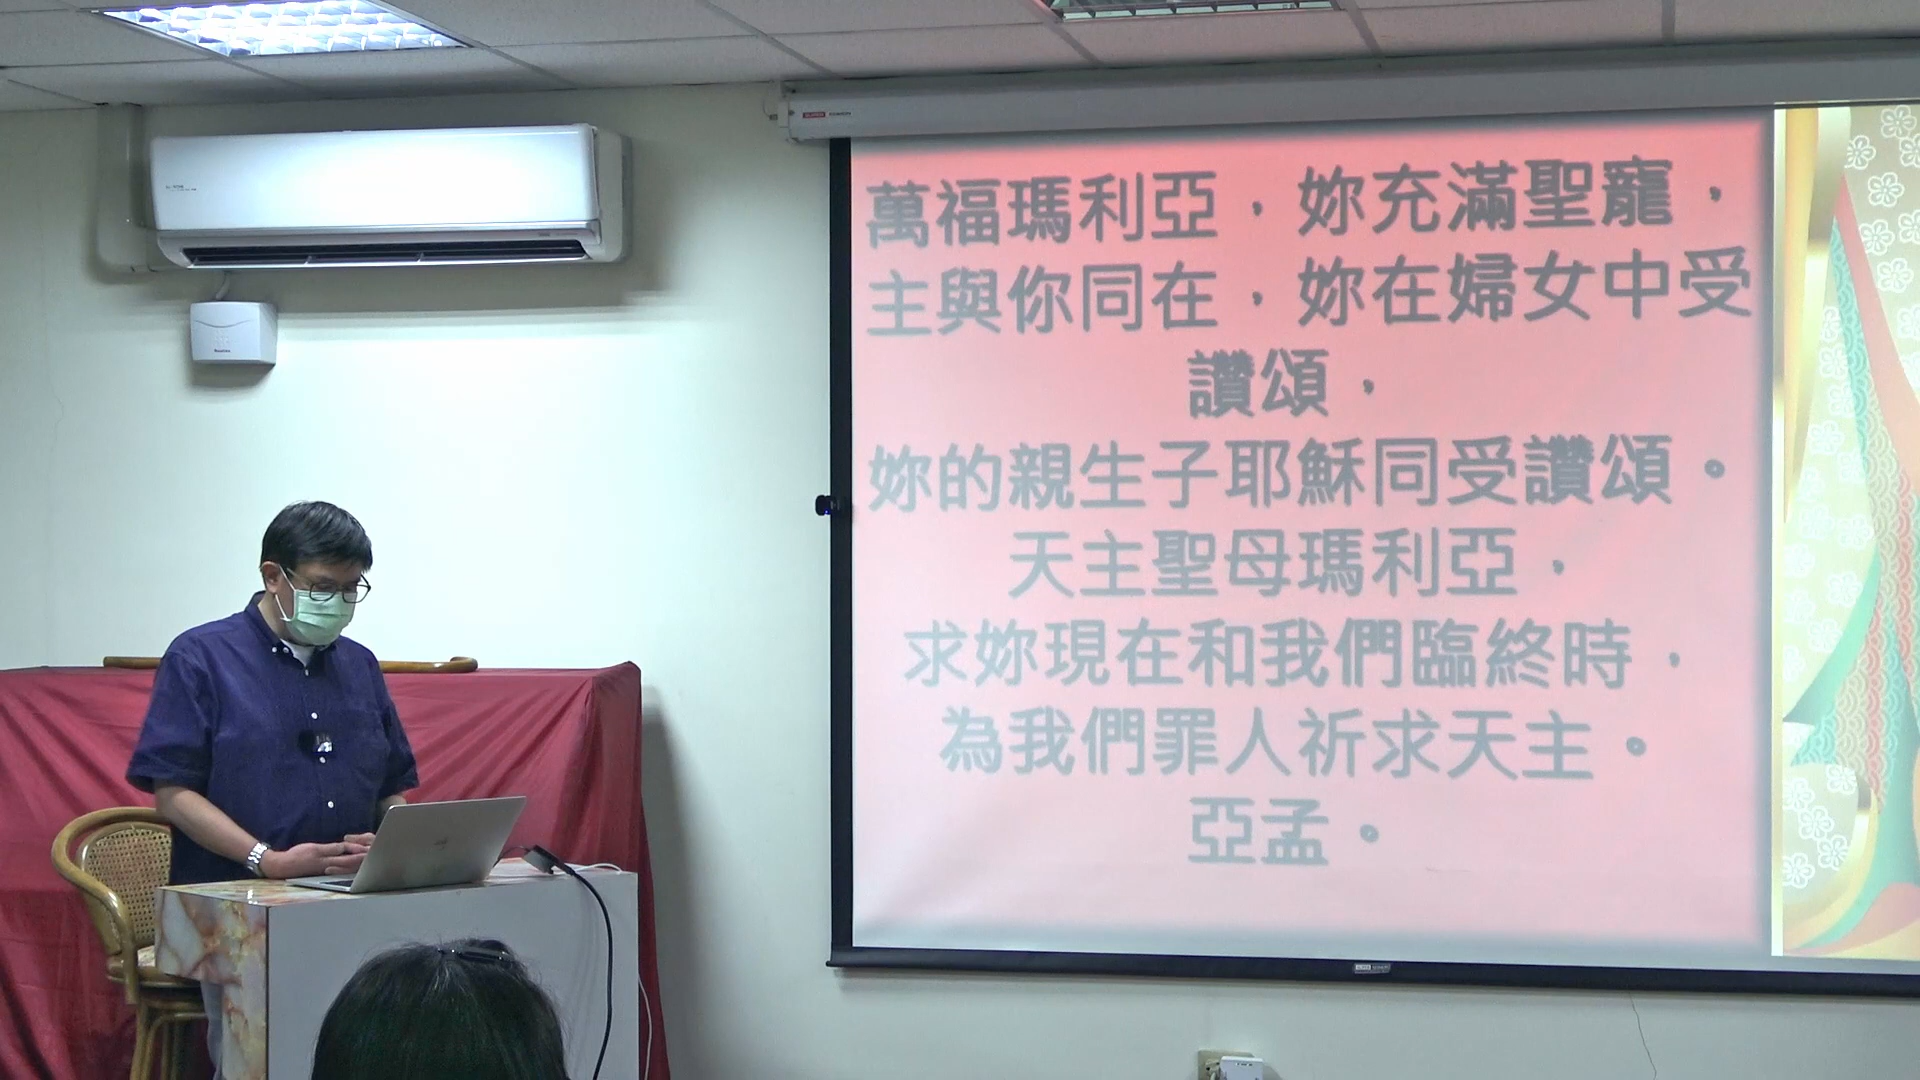 萬福瑪利亞，妳充滿聖寵，
主與你同在，妳在婦女中受
讚頌，
妳的親生子耶穌同受讚頌。
天主聖母瑪利亞，
求妳現在和我們臨終時，
為我們罪人祈求天主。
亞孟。